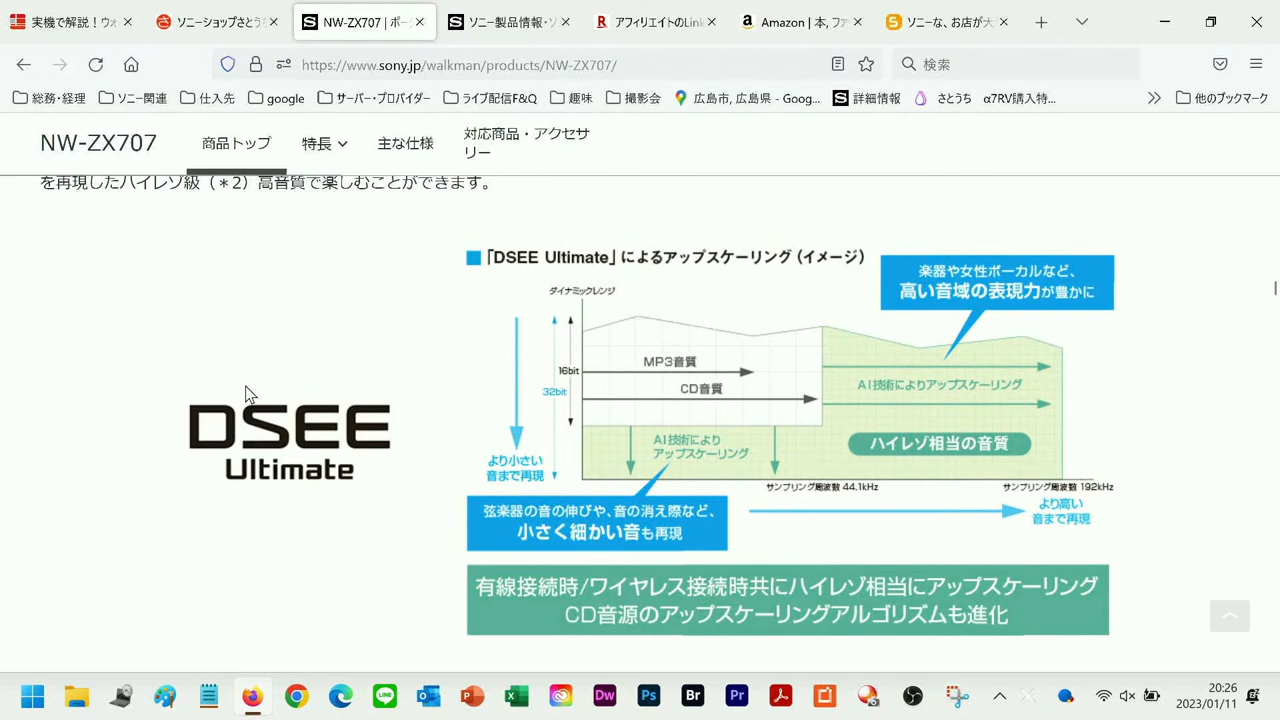 実機で解説!ウォ
ソニーショップさとう
NW-ZX707 | ポー
ソニー製品情報・ソ
アフィリエイトのLink
Amazon | 本, ファ
ソニーな、お店が大
https://www.sony.jp/walkman/products/NW-ZX707/
検索
総務・経理
ソニー関連
仕入先
google
サーバー・プロバイダー
ライブ配信F&Q
趣味
撮影会
広島市, 広島県 - Goog...
詳細情報
さとうち α7RV購入特...
他のブックマーク
NW-ZX707
商品トップ
特長
主な仕様
対応商品・アクセサ
リー
を再現したハイレゾ級（＊2）高音質で楽しむことができます。
DSEE
Ultimate
「DSEE Ultimate」によるアップスケーリング（イメージ）
楽器や女性ボーカルなど、
高い音域の表現力が豊かに
ダイナミックレンジ
MP3音質
16bit
CD音質
32bit
AI技術によりアップスケーリング
AI技術により
アップスケーリング
ハイレゾ相当の音質
より小さい
音まで再現
サンプリング周波数 44.1kHz
サンプリング周波数 192kHz
より高い
音まで再現
弦楽器の音の伸びや、音の消え際など、
小さく細かい音も再現
有線接続時/ワイヤレス接続時共にハイレゾ相当にアップスケーリング
CD音源のアップスケーリングアルゴリズムも進化
LINE
Dw
Ps
Br
Pr
20:26
2023/01/11